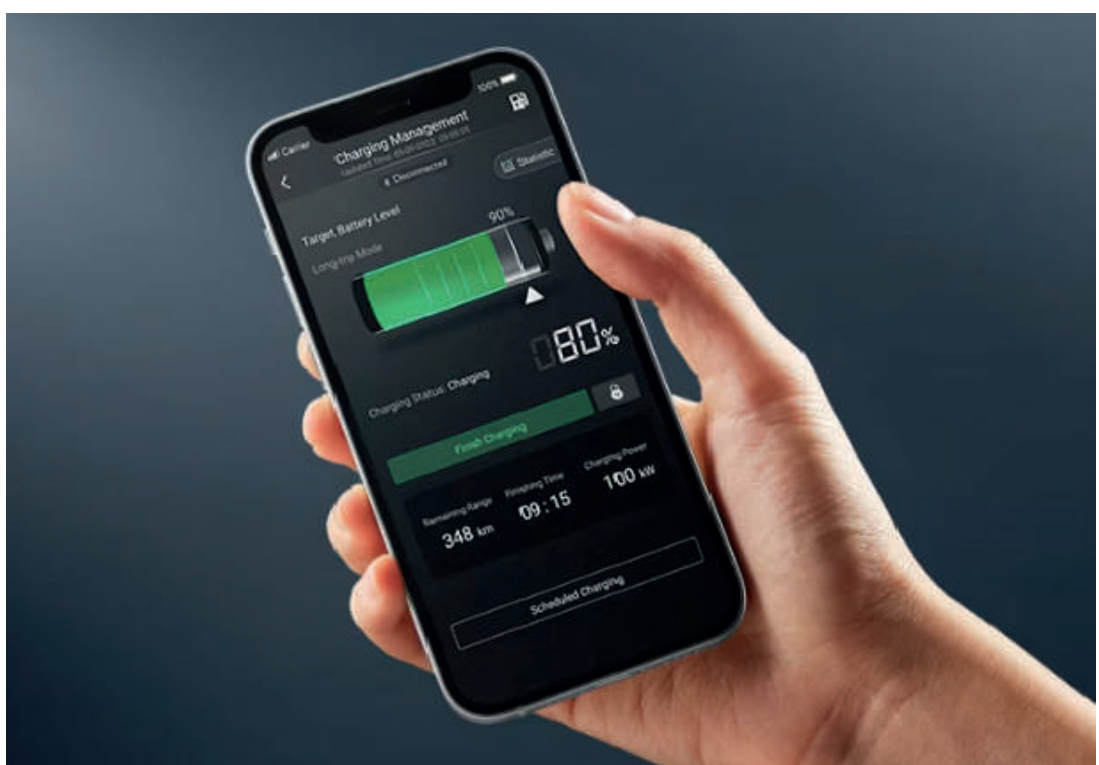 Carrier
100%
Charging Management
Disconnected
Statistic
Target Battery Level
90%
Long-trip Mode
80%
Charging Status: Charging
Finish Charging
Remaining Range
Finishing Time
Charging Power
348 km
09:15
100 kW
Scheduled Charging